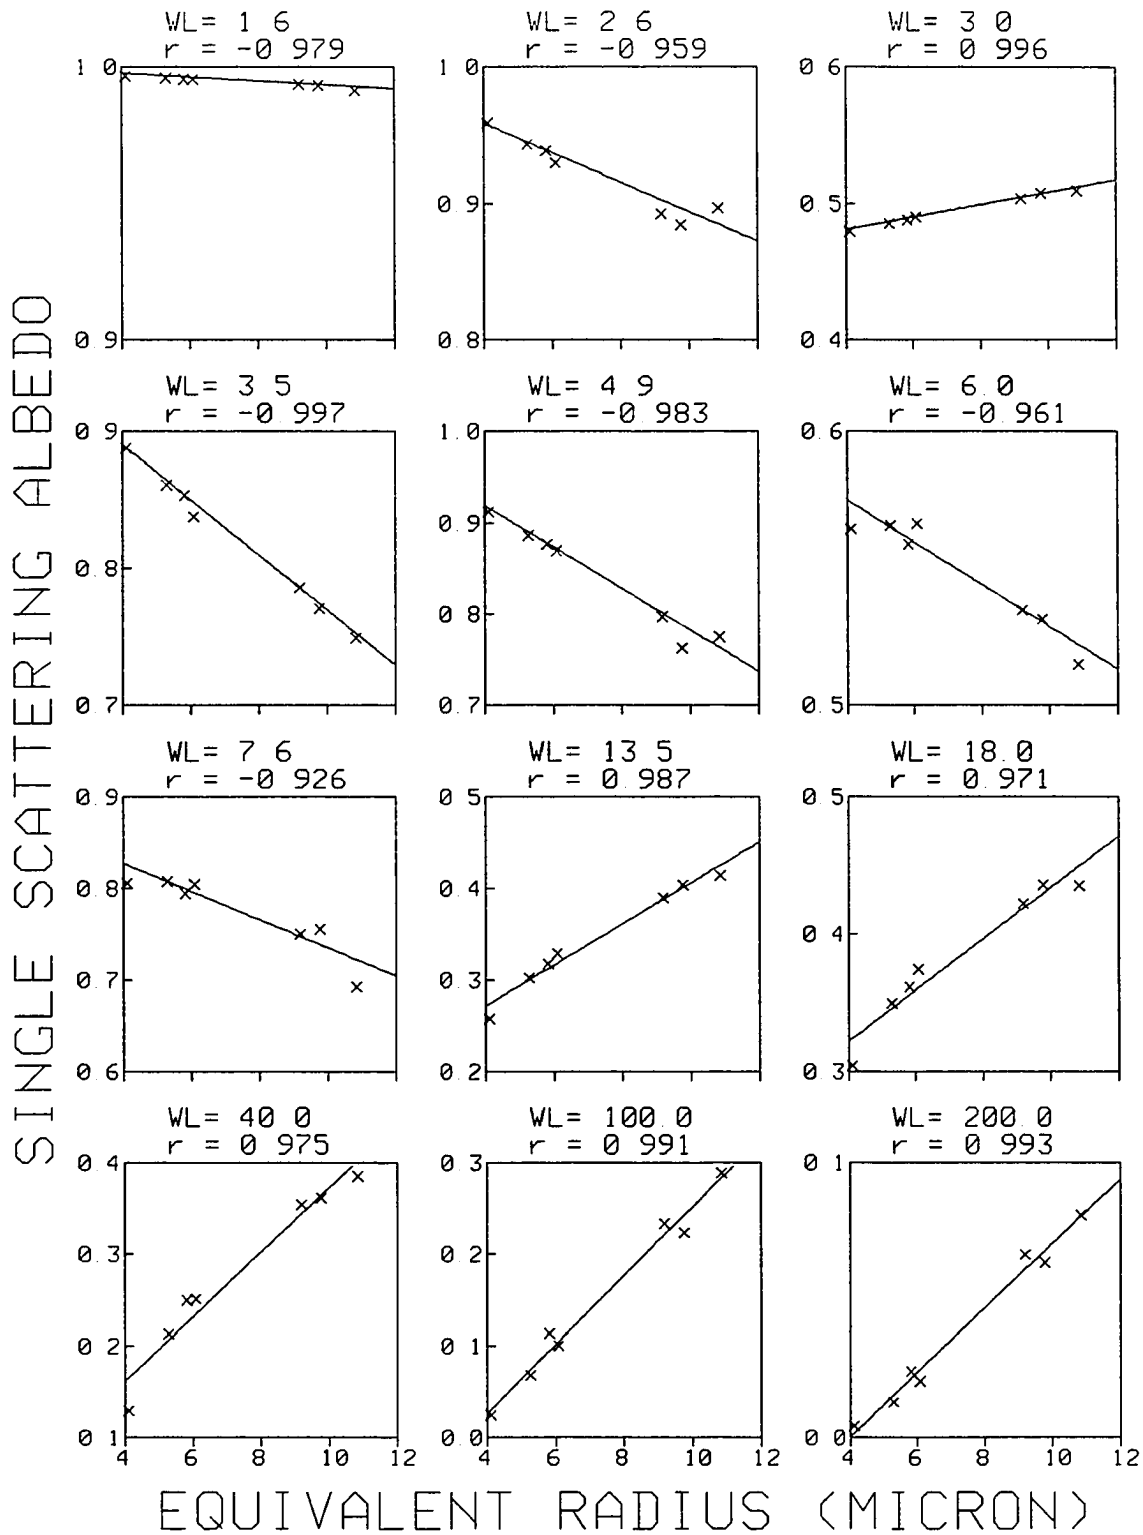 WL= 1 6
r = -0 979
WL= 2 6
r = -0 959
WL= 3 0
r = 0 996
1 0
0 9
1 0
0 9
0 8
0 6
0 5
0 4
WL= 3 5
r = -0.997
WL= 4 9
r = -0 983
WL= 6.0
r = -0.961
0 9
0 8
0 7
1.0
0.9
0 8
0.7
0.6
0.5
WL= 7 6
r = -0 926
WL= 13 5
r = 0.987
WL= 18.0
r = 0.971
0.9
0.8
0.7
0 6
0 5
0.4
0.3
0.2
0 5
0 4
0.3
WL= 40 0
r = 0 975
WL= 100.0
r = 0 991
WL= 200.0
r = 0 993
0 4
0 3
0 2
0 1
0.3
0.2
0 1
0.0
0 1
0 0
4 6 8 10 12
4 6 8 10 12
4 6 8 10 12
SINGLE SCATTERING ALBEDO
EQUIVALENT RADIUS (MICRON)